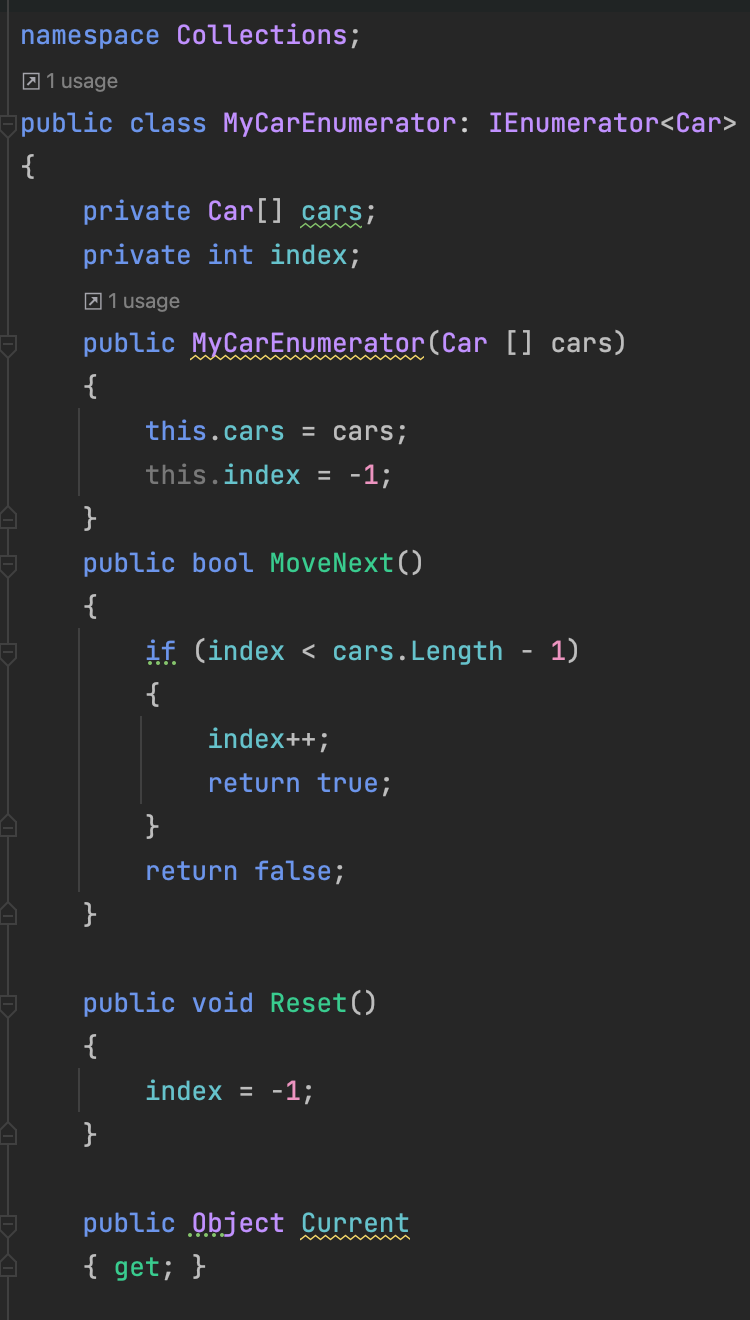 namespace Collections;
1 usage
public class MyCarEnumerator: IEnumerator<Car>
{
    private Car[] cars;
    private int index;
    1 usage
    public MyCarEnumerator(Car [] cars)
    {
        this.cars = cars;
        this.index = -1;
    }
    public bool MoveNext()
    {
        if (index < cars.Length - 1)
        {
            index++;
            return true;
        }
        return false;
    }

    public void Reset()
    {
        index = -1;
    }

    public Object Current
    { get; }